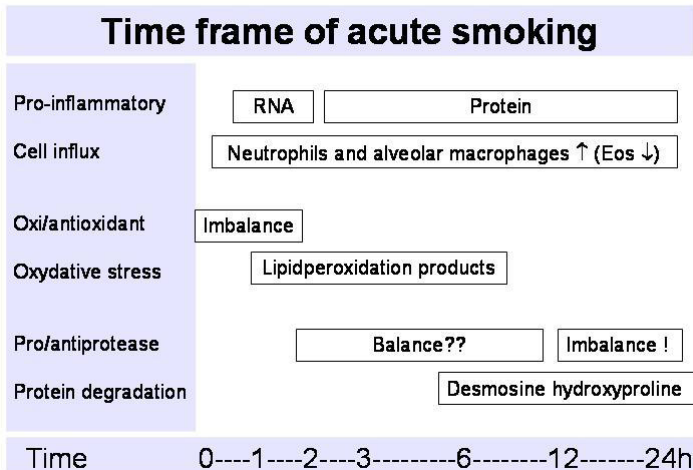 Time frame of acute smoking
Pro-inflammatory RNA Protein
Cell influx Neutrophils and alveolar macrophages ↑ (Eos ↓)
Oxi/antioxidant Imbalance
Oxydative stress Lipidperoxidation products
Pro/antiprotease Balance?? Imbalance !
Protein degradation Desmosine hydroxyproline
Time 0----1----2----3--------6--------12-------24h